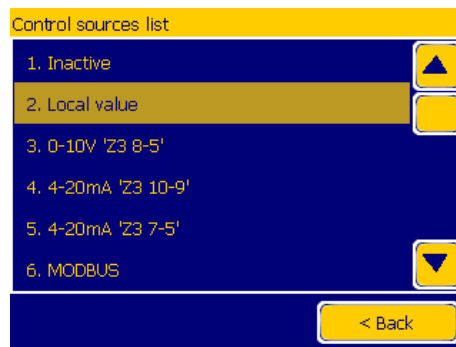 Control sources list
1. Inactive
2. Local value
3. 0-10V 'Z3 8-5'
4. 4-20mA 'Z3 10-9'
5. 4-20mA 'Z3 7-5'
6. MODBUS
< Back